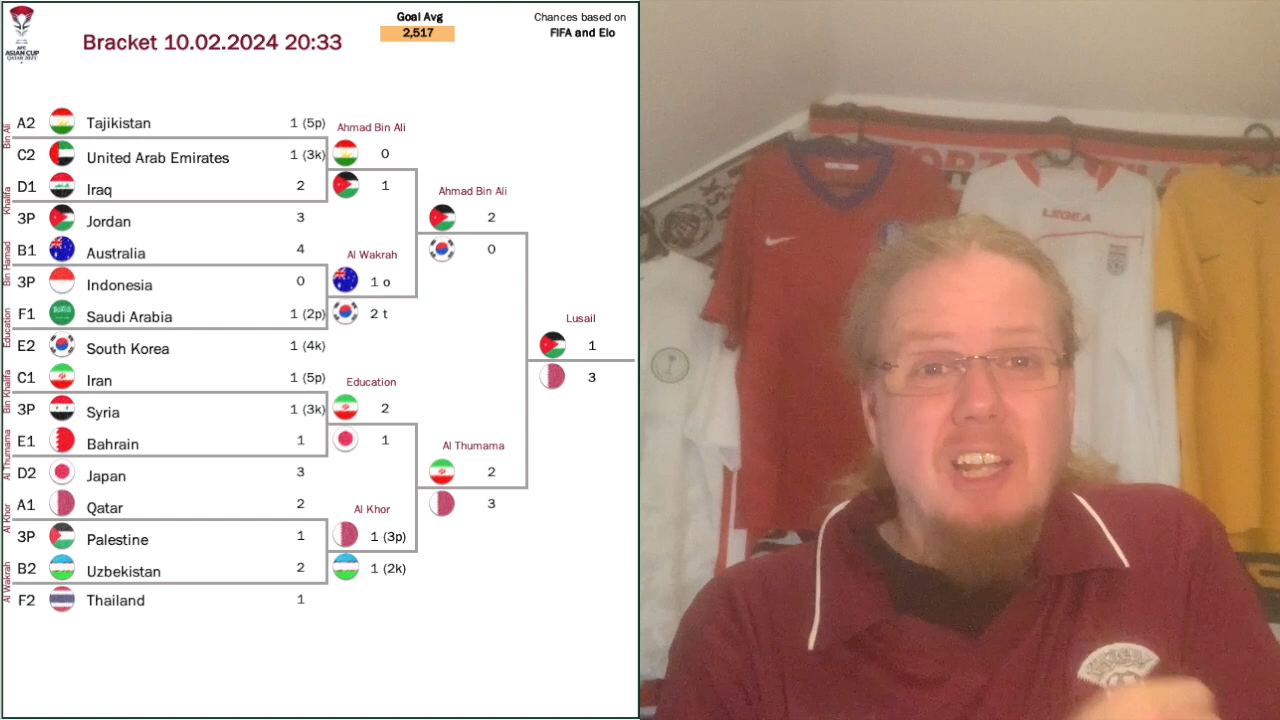 AFC
ASIAN CUP
QATAR 2023
Bracket 10.02.2024 20:33
Goal Avg
2,517
Chances based on
FIFA and Elo
Bin Ali
A2 Tajikistan 1 (5p)
C2 United Arab Emirates 1 (3k)
Khalifa
D1 Iraq 2
3P Jordan 3
Bin Hamad
B1 Australia 4
3P Indonesia 0
Education
F1 Saudi Arabia 1 (2p)
E2 South Korea 1 (4k)
Bin Khalifa
C1 Iran 1 (5p)
3P Syria 1 (3k)
Al Thumama
E1 Bahrain 1
D2 Japan 3
Al Khor
A1 Qatar 2
3P Palestine 1
Al Wakrah
B2 Uzbekistan 2
F2 Thailand 1
Ahmad Bin Ali
0
1
Al Wakrah
1 o
2 t
Education
2
1
Al Khor
1 (3p)
1 (2k)
Ahmad Bin Ali
2
0
Al Thumama
2
3
Lusail
1
3
LEGEA